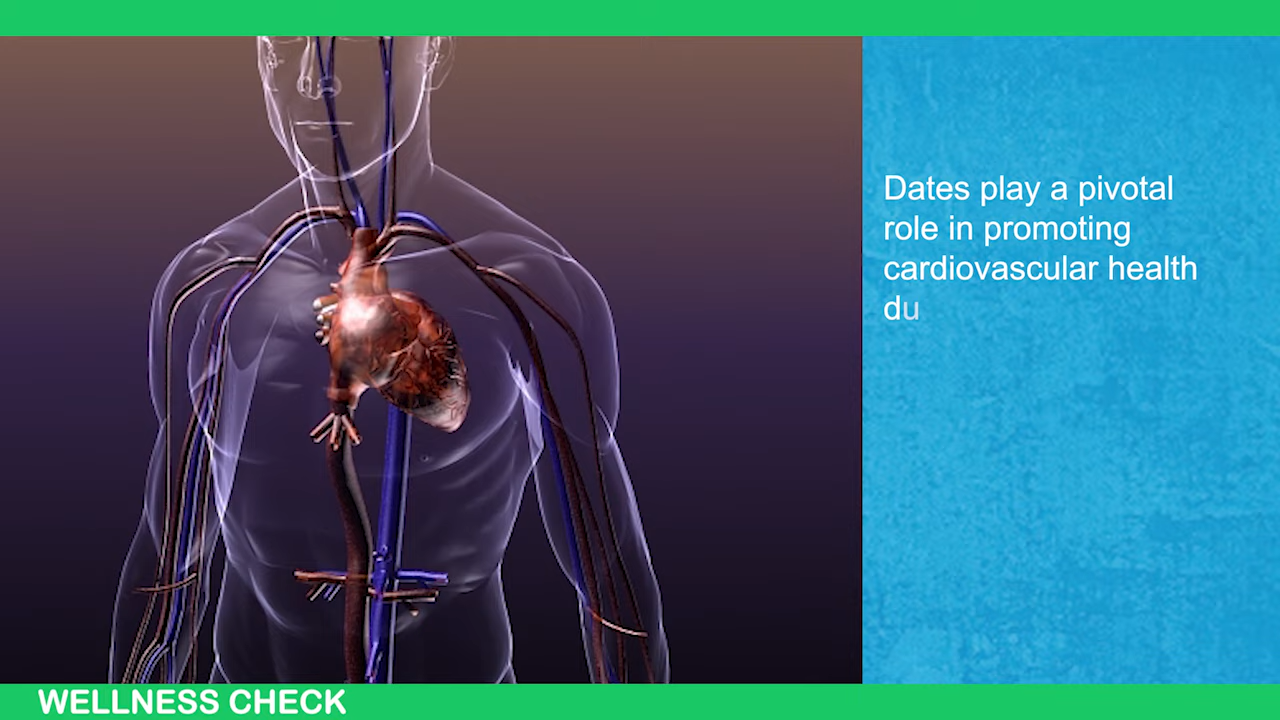 Dates play a pivotal
role in promoting
cardiovascular health
du
WELLNESS CHECK